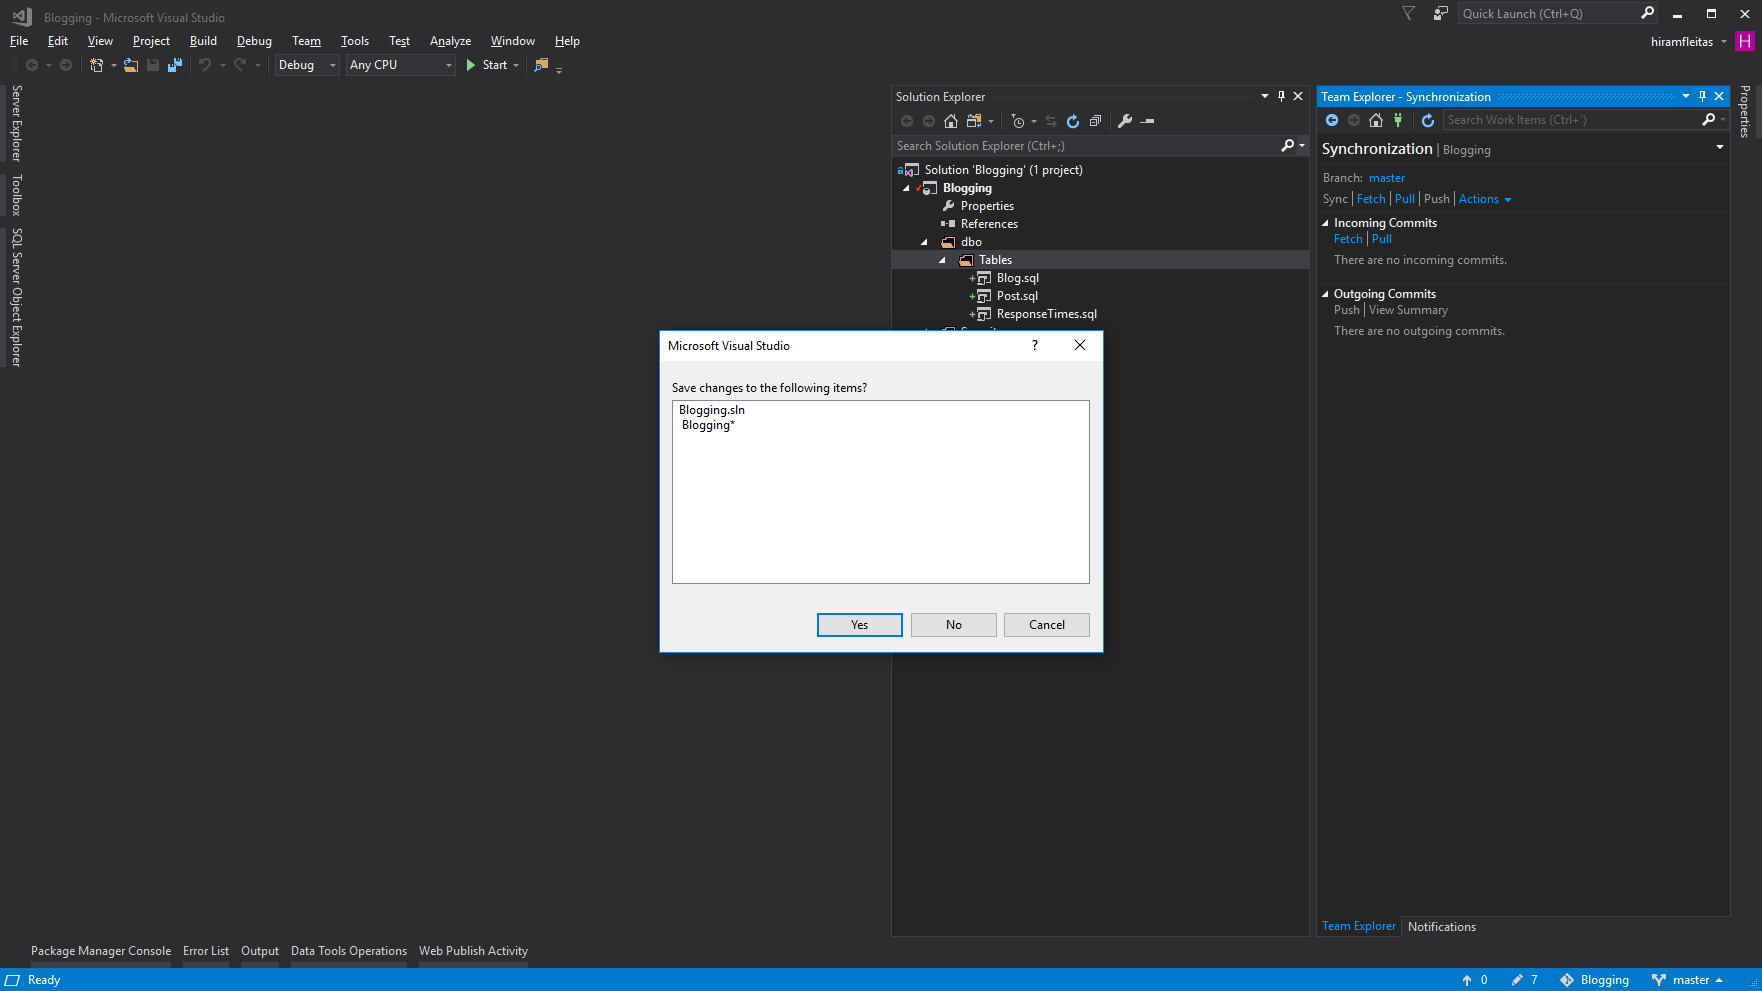 Blogging - Microsoft Visual Studio
Quick Launch (Ctrl+Q)
File Edit View Project Build Debug Team Tools Test Analyze Window Help
hiramfleitas H
Debug Any CPU Start
Server Explorer
Toolbox
SQL Server Object Explorer
Solution Explorer
Search Solution Explorer (Ctrl+;)
Solution 'Blogging' (1 project)
Blogging
Properties
References
dbo
Tables
Blog.sql
Post.sql
ResponseTimes.sql
Team Explorer - Synchronization
Search Work Items (Ctrl+')
Synchronization | Blogging
Branch: master
Sync | Fetch | Pull | Push | Actions
Incoming Commits
Fetch | Pull
There are no incoming commits.
Outgoing Commits
Push | View Summary
There are no outgoing commits.
Properties
Microsoft Visual Studio ?
Save changes to the following items?
Blogging.sln
Blogging*
Yes No Cancel
Team Explorer Notifications
Package Manager Console Error List Output Data Tools Operations Web Publish Activity
Ready 0 7 Blogging master